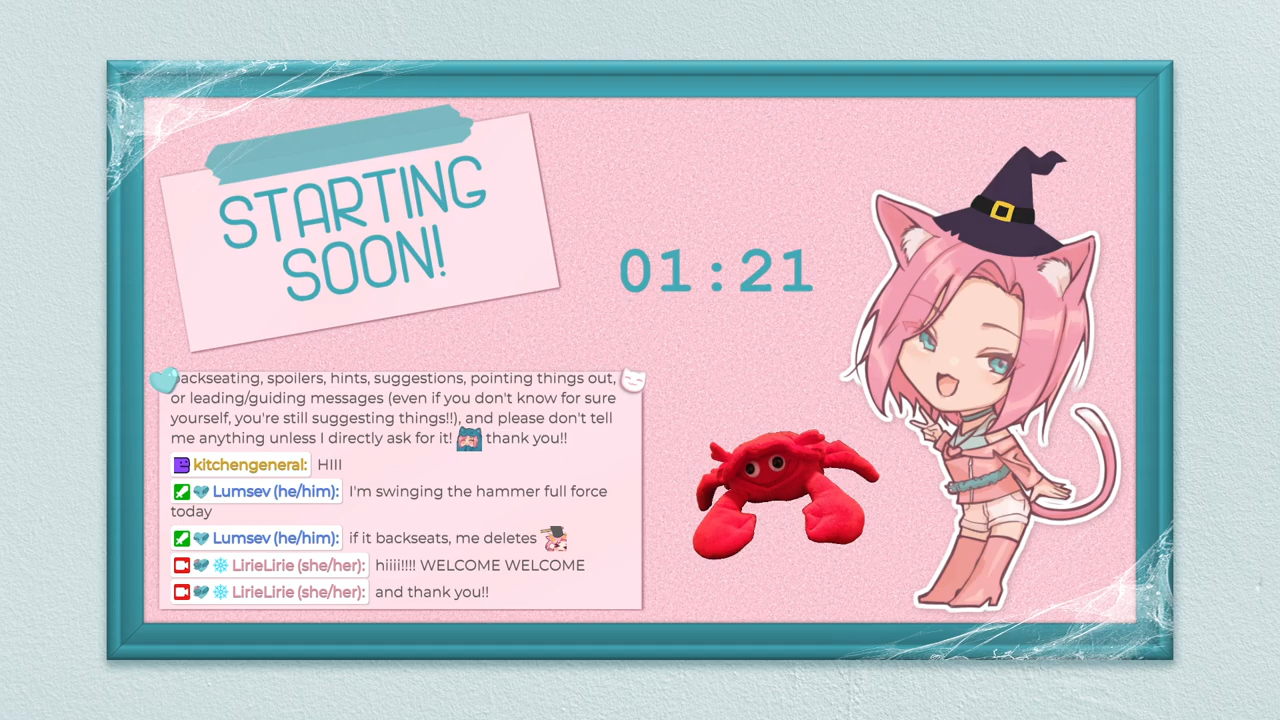 STARTING
SOON!
01:21
backseating, spoilers, hints, suggestions, pointing things out,
or leading/guiding messages (even if you don't know for sure
yourself, you're still suggesting things!!), and please don't tell
me anything unless I directly ask for it! thank you!!
kitchengeneral: HIII
Lumsev (he/him): I'm swinging the hammer full force
today
Lumsev (he/him): if it backseats, me deletes
LirieLirie (she/her): hiiii!!!! WELCOME WELCOME
LirieLirie (she/her): and thank you!!